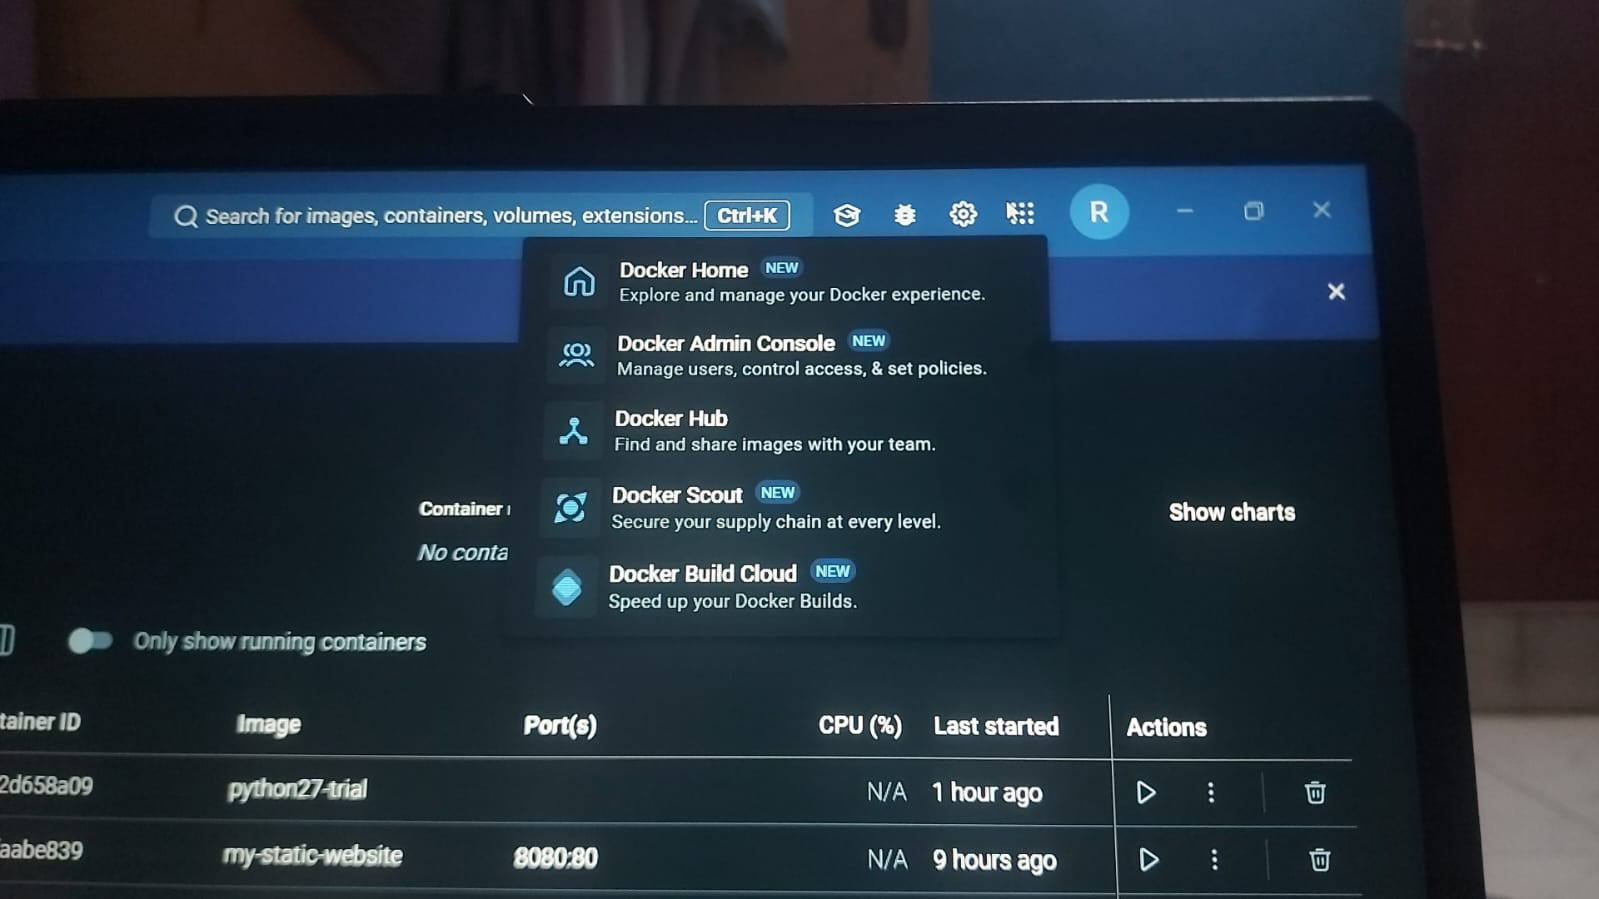 Search for images, containers, volumes, extensions... Ctrl+K
R
Docker Home NEW
Explore and manage your Docker experience.
Docker Admin Console NEW
Manage users, control access, & set policies.
Docker Hub
Find and share images with your team.
Docker Scout NEW
Secure your supply chain at every level.
Docker Build Cloud NEW
Speed up your Docker Builds.
Container
No conta
Show charts
Only show running containers
tainer ID Image Port(s) CPU (%) Last started Actions
2d658a09 python27-trial N/A 1 hour ago
aabe839 my-static-website 8080:80 N/A 9 hours ago